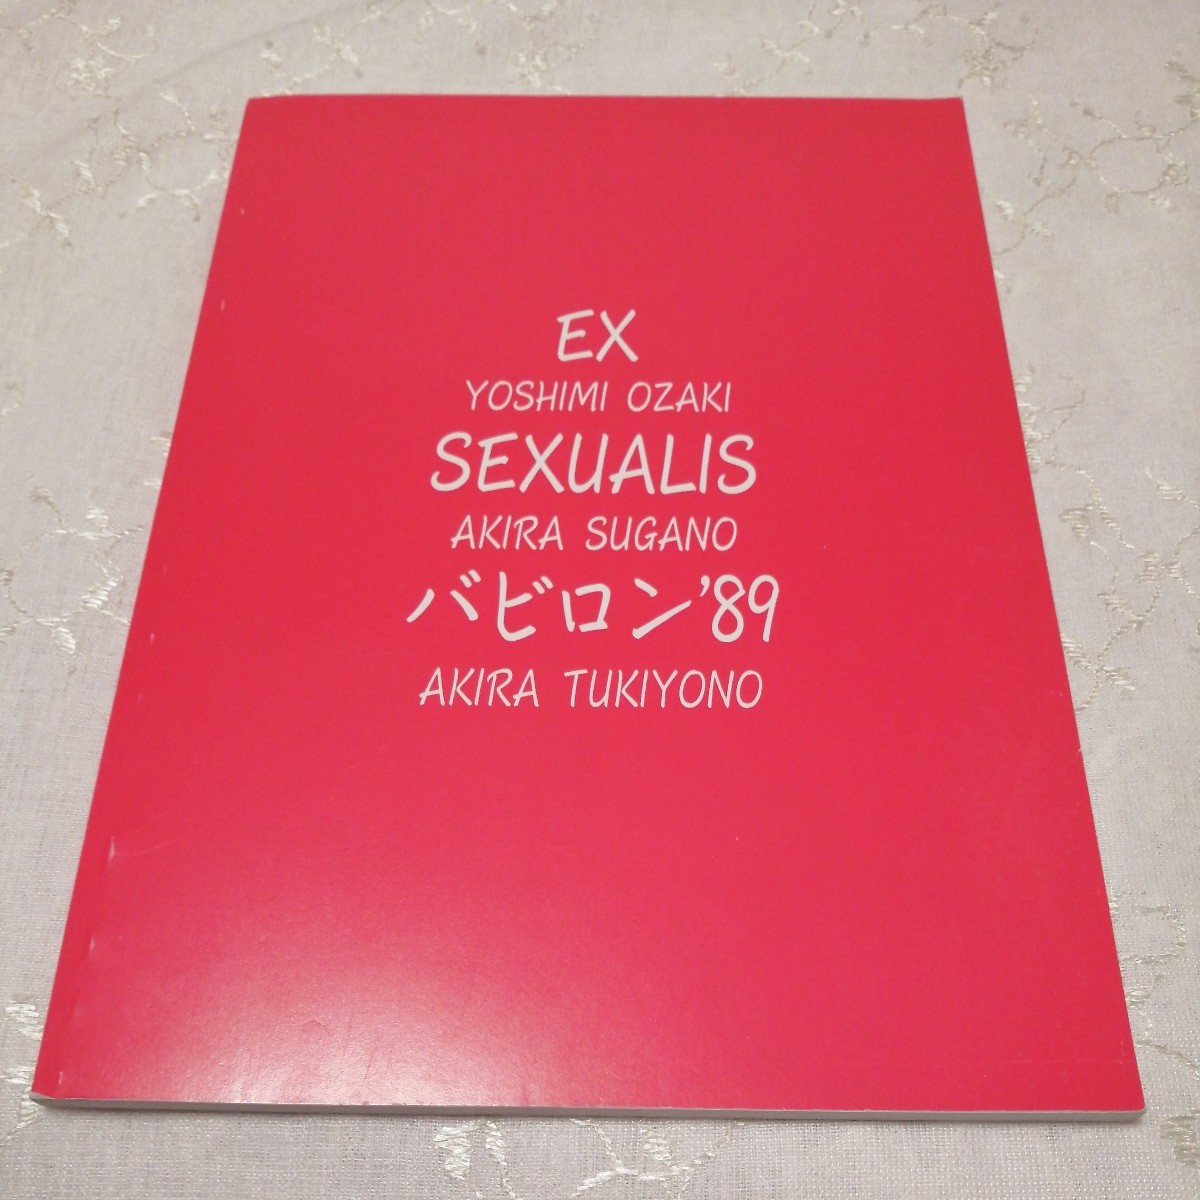 EX
YOSHIMI OZAKI
SEXUALIS
AKIRA SUGANO
バビロン’89
AKIRA TUKIYONO